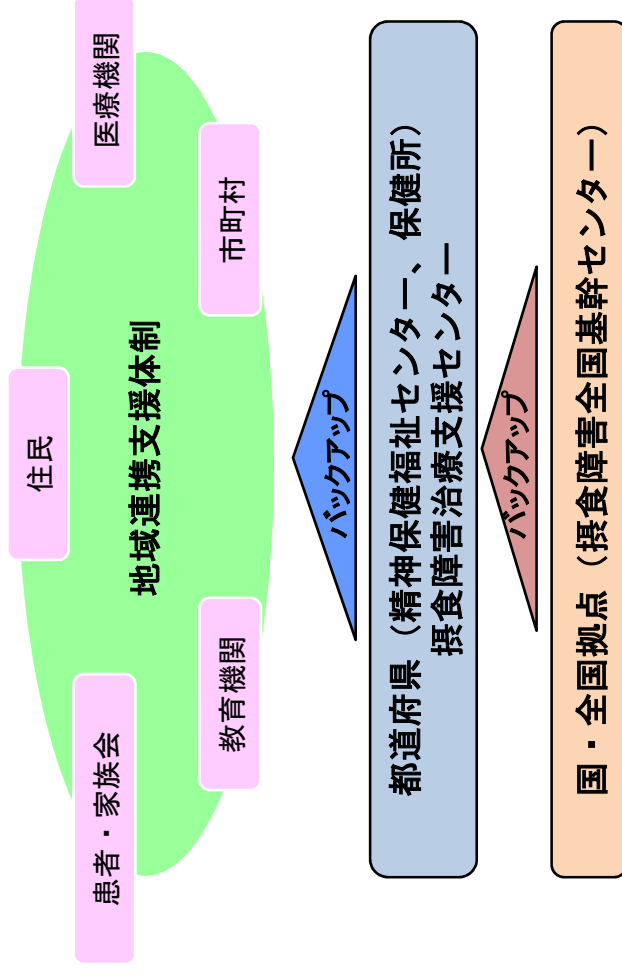 住民
患者・家族会
医療機関
地域連携支援体制
教育機関
市町村
バックアップ
都道府県（精神保健福祉センター、保健所）
摂食障害治療支援センター
バックアップ
国・全国拠点（摂食障害全国基幹センター）